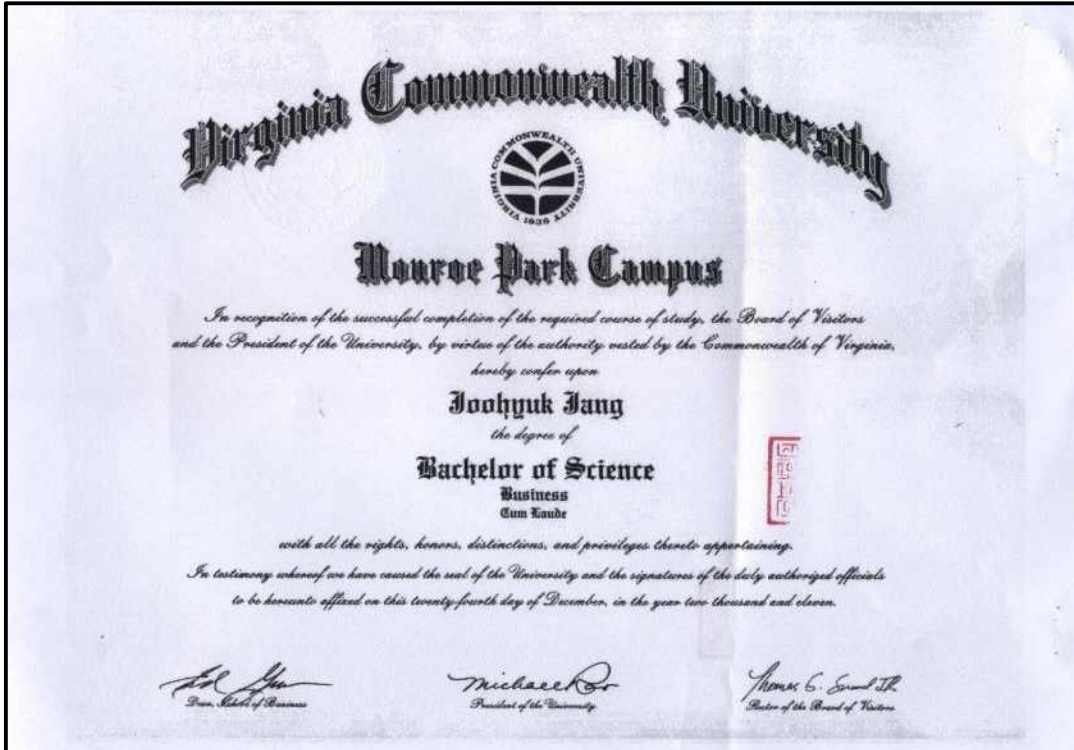 Virginia Commonwealth University
VIRGINIA COMMONWEALTH UNIVERSITY 1838
Monroe Park Campus
In recognition of the successful completion of the required course of study, the Board of Visitors
and the President of the University, by virtue of the authority vested by the Commonwealth of Virginia,
hereby confer upon
Joohyuk Jang
the degree of
Bachelor of Science
Business
Cum Laude
with all the rights, honors, distinctions, and privileges thereto appertaining.
In testimony whereof we have caused the seal of the University and the signatures of the duly authorized officials
to be hereunto affixed on this twenty-fourth day of December, in the year two thousand and eleven.
Dean, School of Business
President of the University
Rector of the Board of Visitors